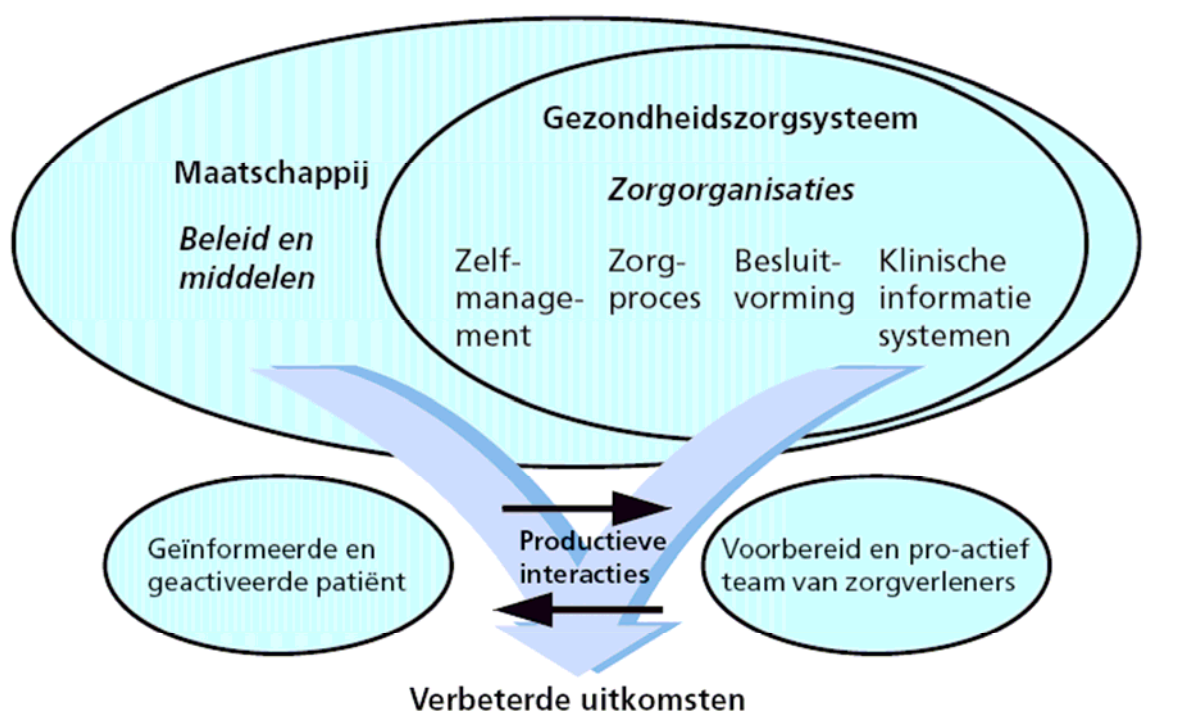 Gezondheidszorgsysteem
Maatschappij
Zorgorganisaties
Beleid en
middelen
Zelf-
manage-
ment
Zorg-
proces
Besluit-
vorming
Klinische
informatie
systemen
Geïnformeerde en
geactiveerde patiënt
Productieve
interacties
Voorbereid en pro-actief
team van zorgverleners
Verbeterde uitkomsten